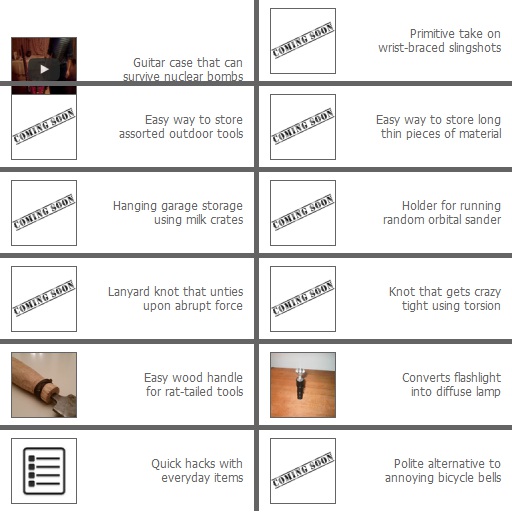 Guitar case that can
survive nuclear bombs
COMING SOON
Primitive take on
wrist-braced slingshots
COMING SOON
Easy way to store
assorted outdoor tools
COMING SOON
Easy way to store long
thin pieces of material
COMING SOON
Hanging garage storage
using milk crates
COMING SOON
Holder for running
random orbital sander
COMING SOON
Lanyard knot that unties
upon abrupt force
COMING SOON
Knot that gets crazy
tight using torsion
Easy wood handle
for rat-tailed tools
Converts flashlight
into diffuse lamp
Quick hacks with
everyday items
COMING SOON
Polite alternative to
annoying bicycle bells